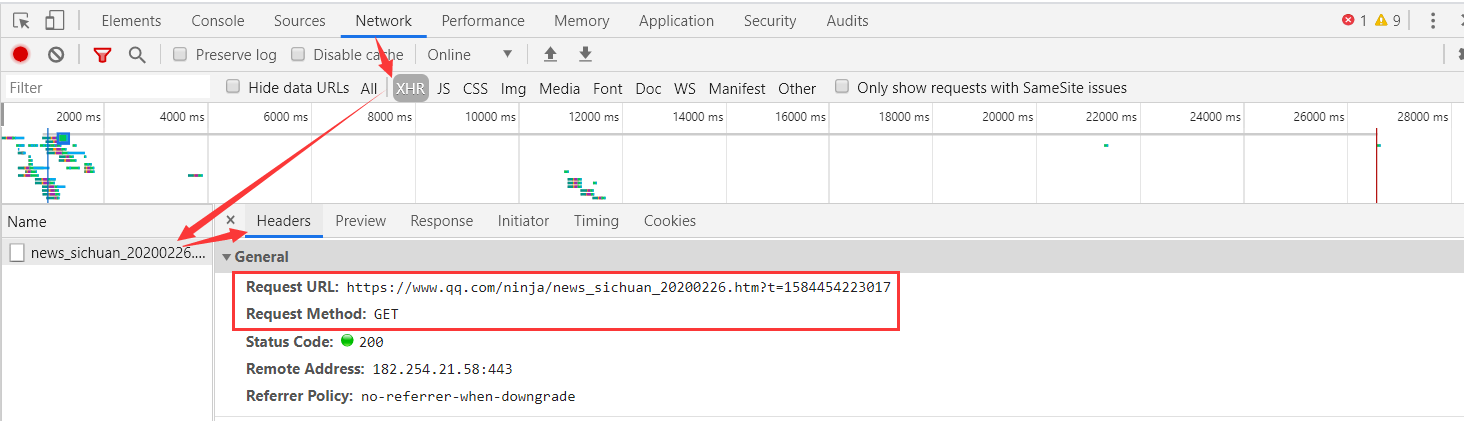 Elements Console Sources Network Performance Memory Application Security Audits 1 9
Preserve log Disable cache Online
Filter Hide data URLs All XHR JS CSS Img Media Font Doc WS Manifest Other Only show requests with SameSite issues
2000 ms 4000 ms 6000 ms 8000 ms 10000 ms 12000 ms 14000 ms 16000 ms 18000 ms 20000 ms 22000 ms 24000 ms 26000 ms 28000 ms
Name × Headers Preview Response Initiator Timing Cookies
news_sichuan_20200226.... ▼ General
Request URL: https://www.qq.com/ninja/news_sichuan_20200226.htm?t=1584454223017
Request Method: GET
Status Code: 200
Remote Address: 182.254.21.58:443
Referrer Policy: no-referrer-when-downgrade